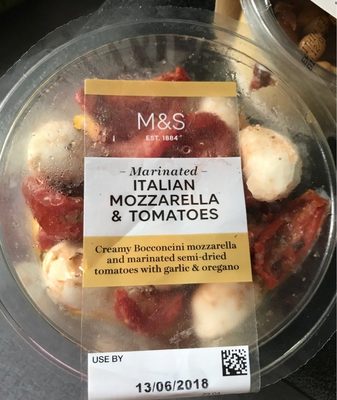 M&S
EST. 1884
- Marinated -
ITALIAN
MOZZARELLA
& TOMATOES
Creamy Bocconcini mozzarella
and marinated semi-dried
tomatoes with garlic & oregano
USE BY
13/06/2018